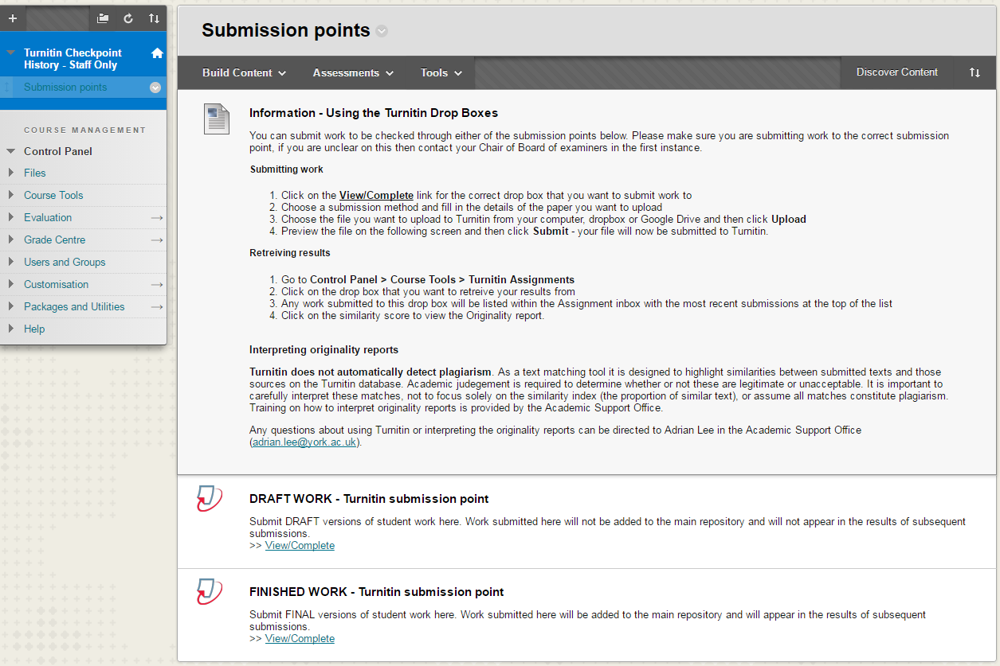 Turnitin Checkpoint
History - Staff Only
Submission points
COURSE MANAGEMENT
Control Panel
Files
Course Tools
Evaluation
Grade Centre
Users and Groups
Customisation
Packages and Utilities
Help
Submission points
Build Content Assessments Tools Discover Content
Information - Using the Turnitin Drop Boxes
You can submit work to be checked through either of the submission points below. Please make sure you are submitting work to the correct submission
point, if you are unclear on this then contact your Chair of Board of examiners in the first instance.
Submitting work
1. Click on the View/Complete link for the correct drop box that you want to submit work to
2. Choose a submission method and fill in the details of the paper you want to upload
3. Choose the file you want to upload to Turnitin from your computer, dropbox or Google Drive and then click Upload
4. Preview the file on the following screen and then click Submit - your file will now be submitted to Turnitin.
Retreiving results
1. Go to Control Panel > Course Tools > Turnitin Assignments
2. Click on the drop box that you want to retreive your results from
3. Any work submitted to this drop box will be listed within the Assignment inbox with the most recent submissions at the top of the list
4. Click on the similarity score to view the Originality report.
Interpreting originality reports
Turnitin does not automatically detect plagiarism. As a text matching tool it is designed to highlight similarities between submitted texts and those
sources on the Turnitin database. Academic judegement is required to determine whether or not these are legitimate or unacceptable. It is important to
carefully interpret these matches, not to focus solely on the similarity index (the proportion of similar text), or assume all matches constitute plagiarism.
Training on how to interpret originality reports is provided by the Academic Support Office.
Any questions about using Turnitin or interpreting the originality reports can be directed to Adrian Lee in the Academic Support Office
(adrian.lee@york.ac.uk).
DRAFT WORK - Turnitin submission point
Submit DRAFT versions of student work here. Work submitted here will not be added to the main repository and will not appear in the results of subsequent
submissions.
>> View/Complete
FINISHED WORK - Turnitin submission point
Submit FINAL versions of student work here. Work submitted here will be added to the main repository and will appear in the results of subsequent
submissions.
>> View/Complete